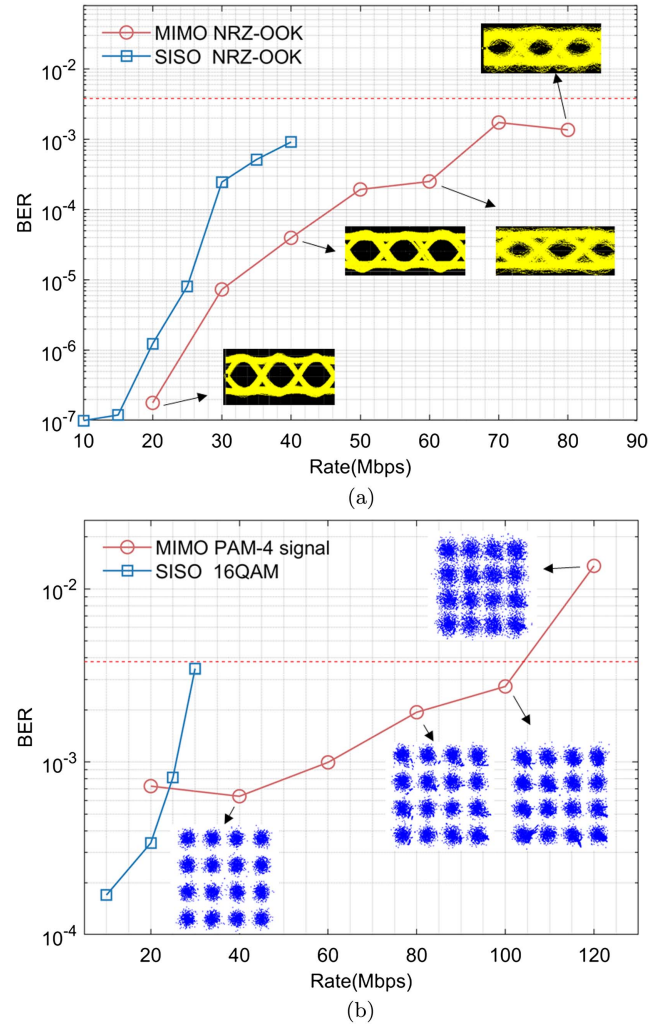 MIMO NRZ-OOK
SISO NRZ-OOK
10^-2
10^-3
10^-4
10^-5
10^-6
10^-7
BER
10 20 30 40 50 60 70 80 90
Rate(Mbps)
(a)
MIMO PAM-4 signal
SISO 16QAM
10^-2
10^-3
10^-4
BER
20 40 60 80 100 120
Rate(Mbps)
(b)